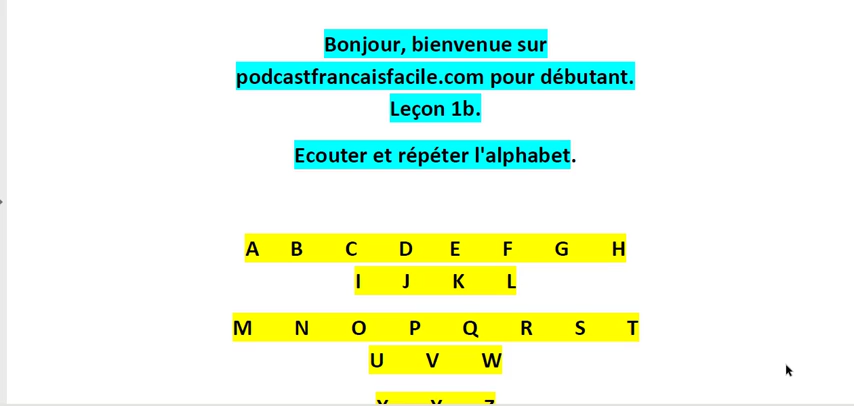 Bonjour, bienvenue sur
podcastfrancaisfacile.com pour débutant.
Leçon 1b.
Ecouter et répéter l'alphabet.
A B C D E F G H
I J K L
M N O P Q R S T
U V W
X Y Z